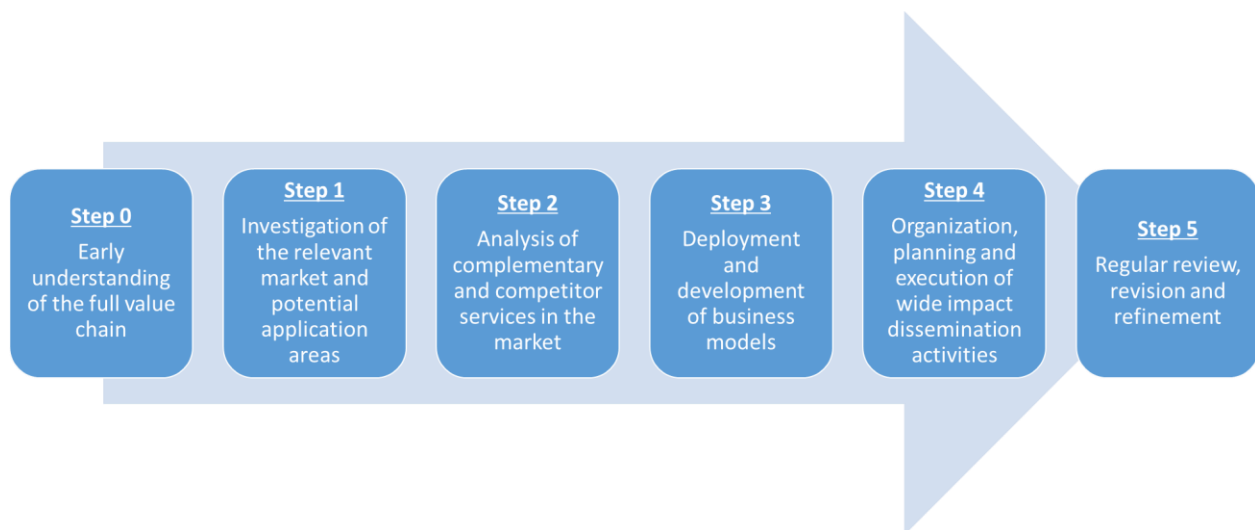 Step 0
Early
understanding
of the full value
chain
Step 1
Investigation of
the relevant
market and
potential
application
areas
Step 2
Analysis of
complementary
and competitor
services in the
market
Step 3
Deployment
and
development
of business
models
Step 4
Organization,
planning and
execution of
wide impact
dissemination
activities
Step 5
Regular review,
revision and
refinement